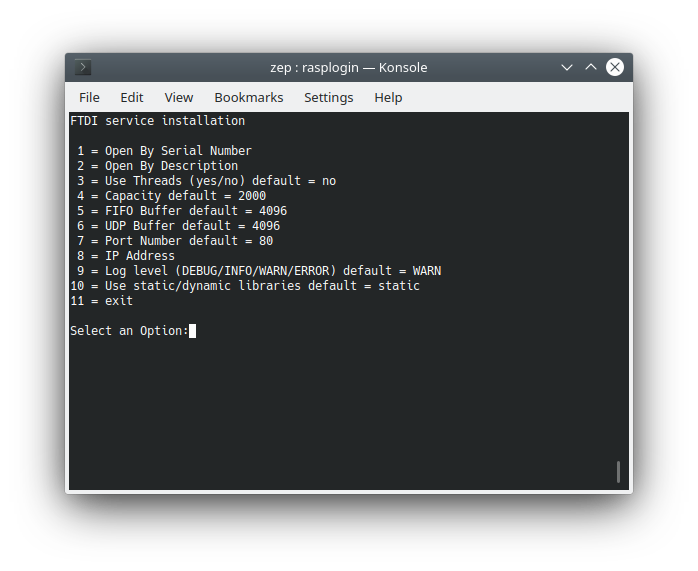 zep : rasplogin — Konsole
File Edit View Bookmarks Settings Help
FTDI service installation
1 = Open By Serial Number
2 = Open By Description
3 = Use Threads (yes/no) default = no
4 = Capacity default = 2000
5 = FIFO Buffer default = 4096
6 = UDP Buffer default = 4096
7 = Port Number default = 80
8 = IP Address
9 = Log level (DEBUG/INFO/WARN/ERROR) default = WARN
10 = Use static/dynamic libraries default = static
11 = exit
Select an Option: